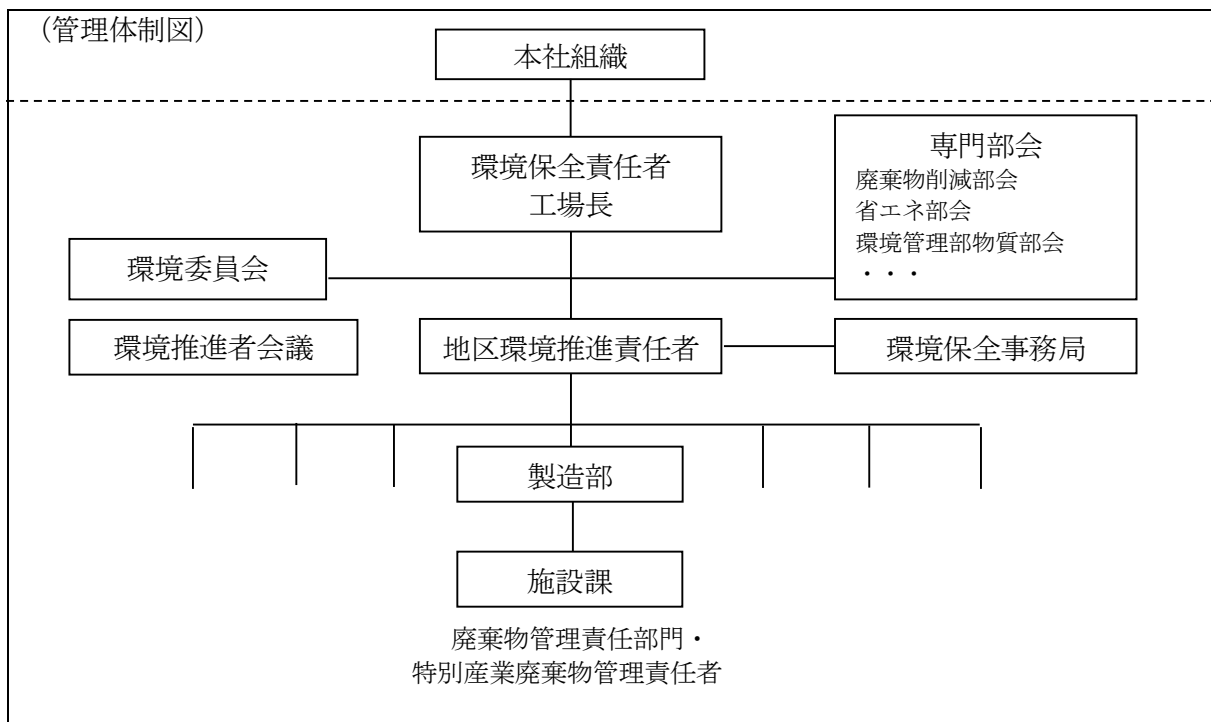 （管理体制図）
本社組織
環境保全責任者
工場長
専門部会
廃棄物削減部会
省エネ部会
環境管理部物質部会
・・・
環境委員会
環境推進者会議
地区環境推進責任者
環境保全事務局
製造部
施設課
廃棄物管理責任部門・
特別産業廃棄物管理責任者